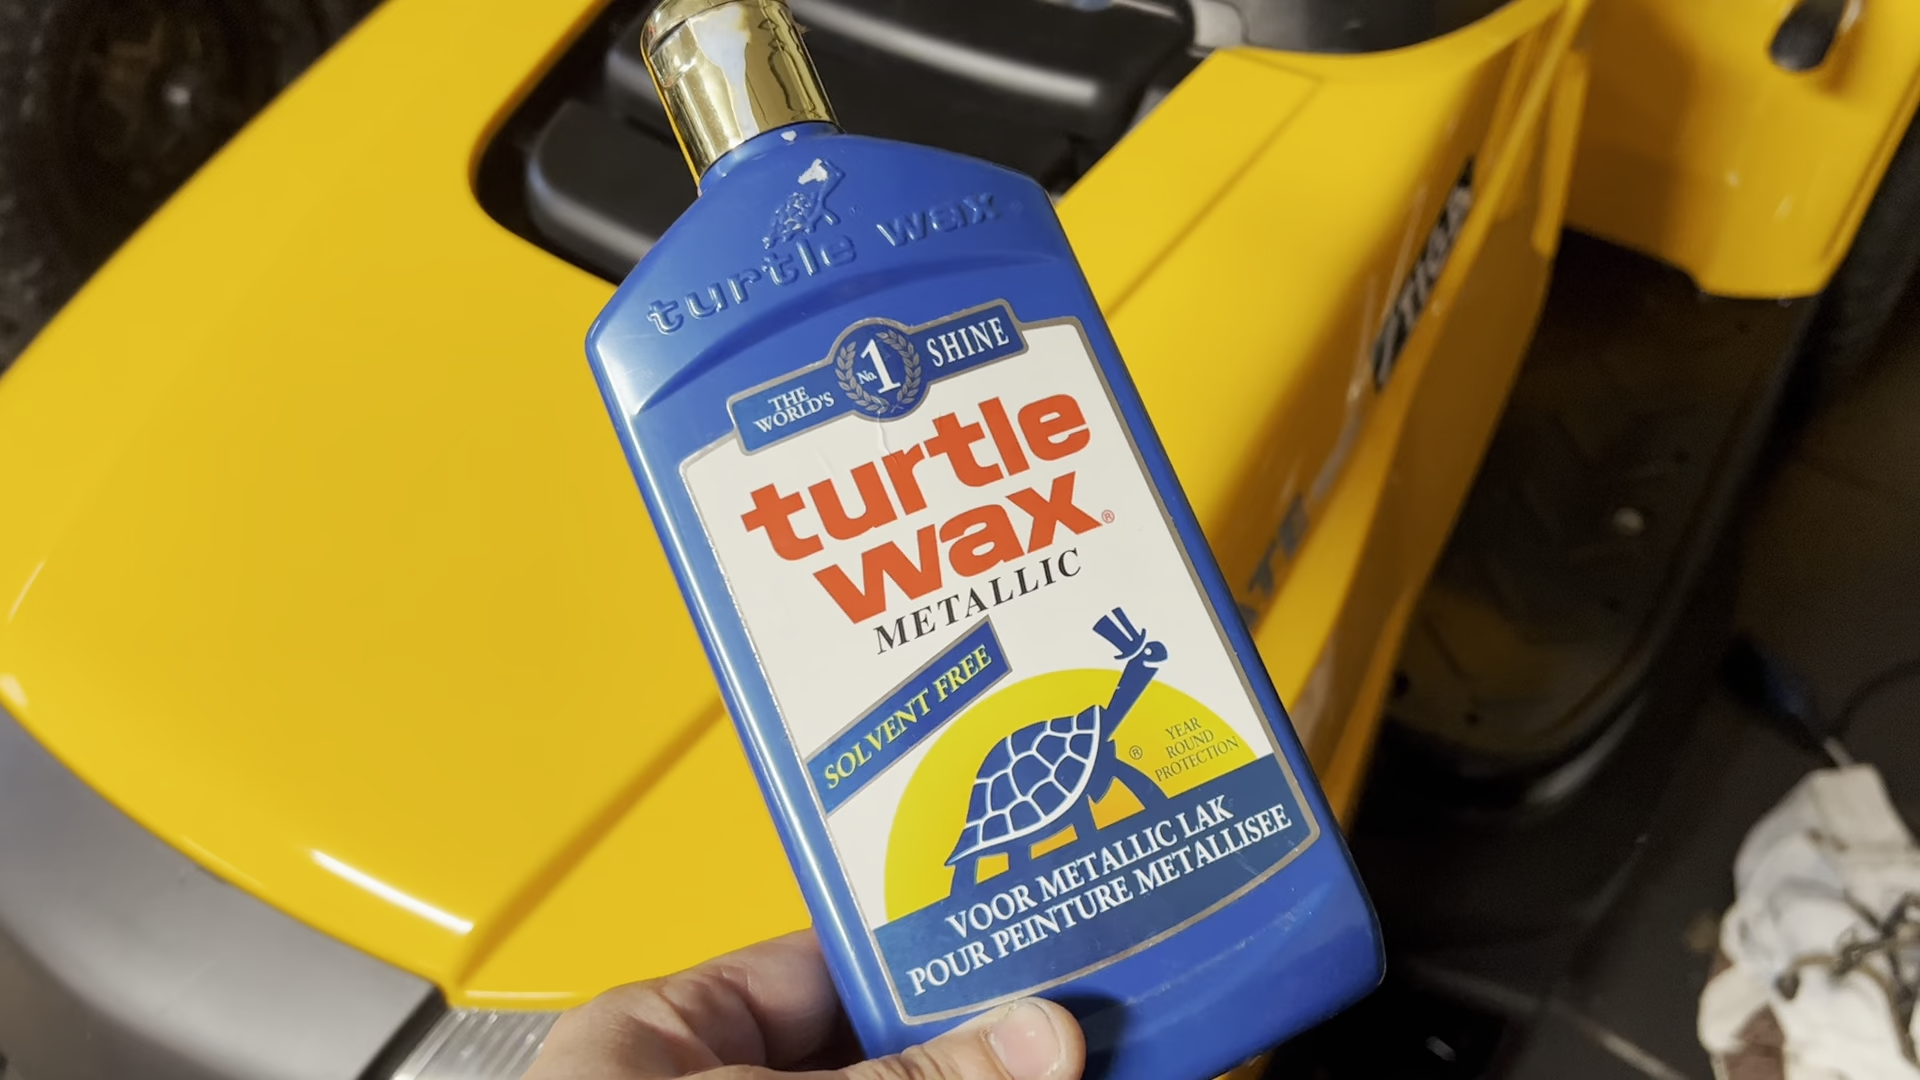 turtle wax
THE
WORLD'S
No. 1
SHINE
turtle
wax®
METALLIC
SOLVENT FREE
®
YEAR
ROUND
PROTECTION
VOOR METALLIC LAK
POUR PEINTURE METALLISEE
STIGA